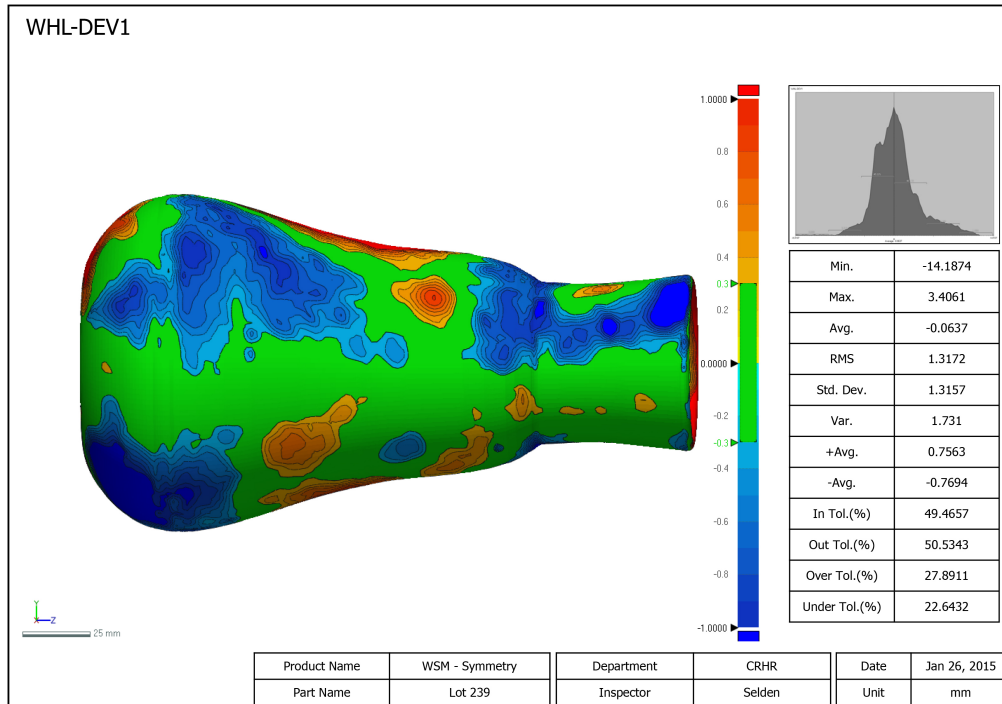 WHL-DEV1
1.0000
0.8
0.6
0.4
0.3
0.2
0.0000
-0.2
-0.3
-0.4
-0.6
-0.8
-1.0000
Min. -14.1874
Max. 3.4061
Avg. -0.0637
RMS 1.3172
Std. Dev. 1.3157
Var. 1.731
+Avg. 0.7563
-Avg. -0.7694
In Tol.(%) 49.4657
Out Tol.(%) 50.5343
Over Tol.(%) 27.8911
Under Tol.(%) 22.6432
Y
X Z
25 mm
Product Name WSM - Symmetry Department CRHR Date Jan 26, 2015
Part Name Lot 239 Inspector Selden Unit mm